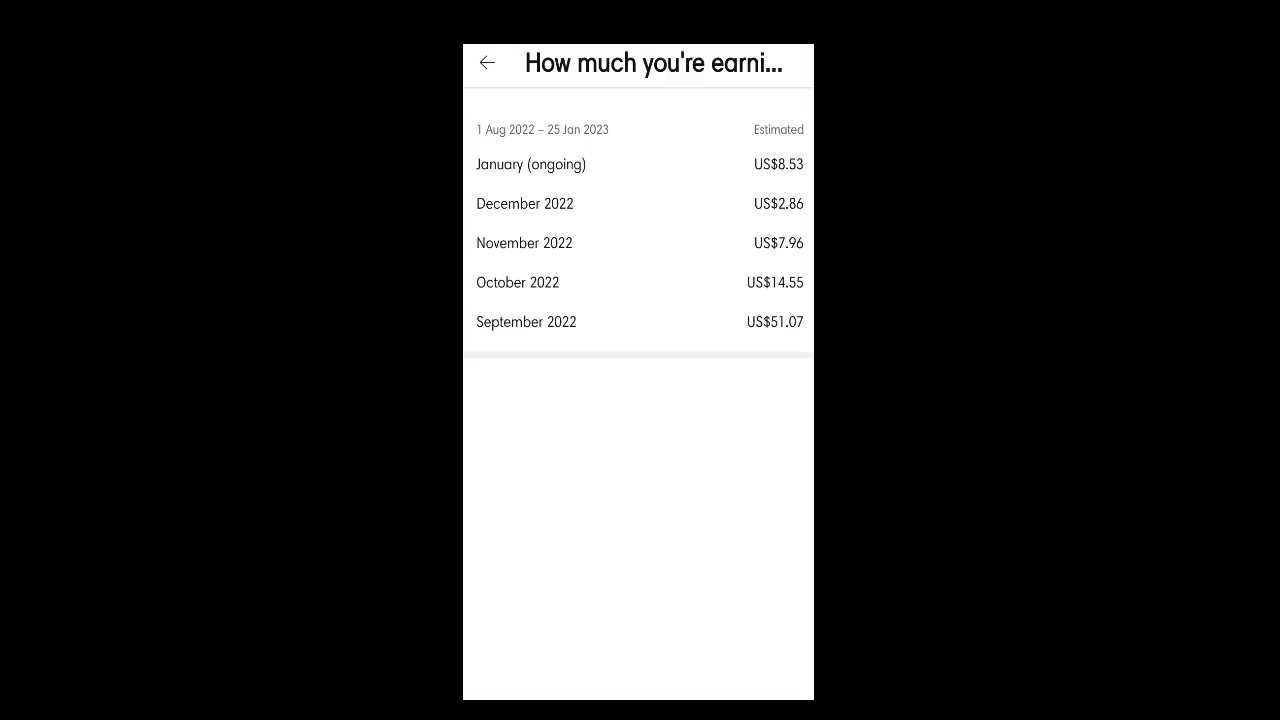 How much you're earni...
1 Aug 2022 – 25 Jan 2023 Estimated
January (ongoing) US$8.53
December 2022 US$2.86
November 2022 US$7.96
October 2022 US$14.55
September 2022 US$51.07